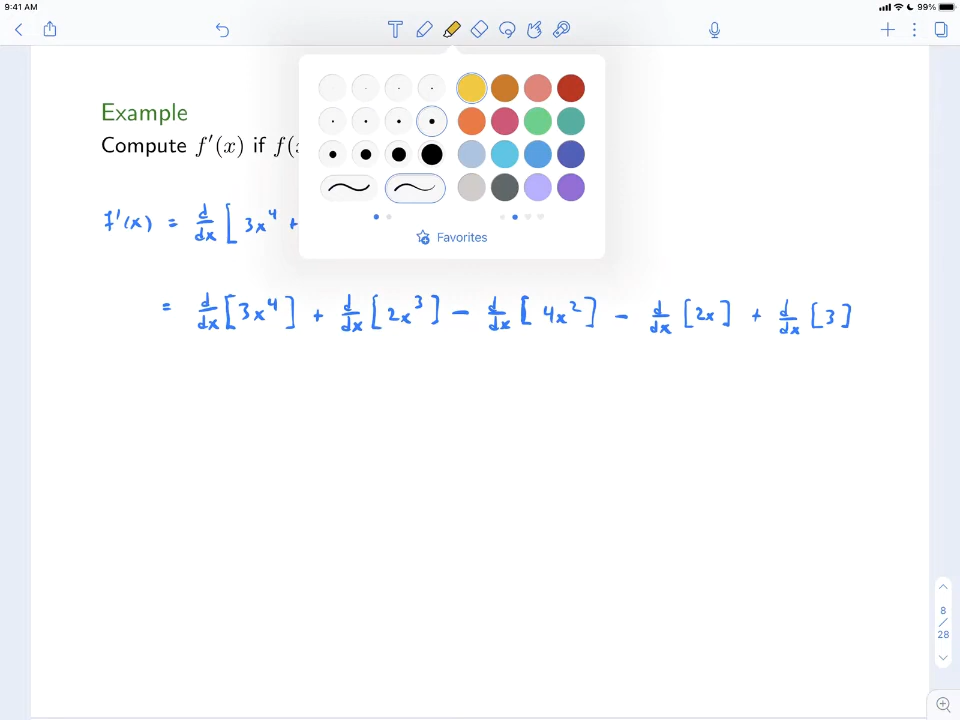 9:41 AM
99%
Example
Compute f′(x) if f(
Favorites
f'(x) = d/dx [ 3x⁴ +
= d/dx [3x⁴] + d/dx [2x³] − d/dx [4x²] − d/dx [2x] + d/dx [3]
8
/
28